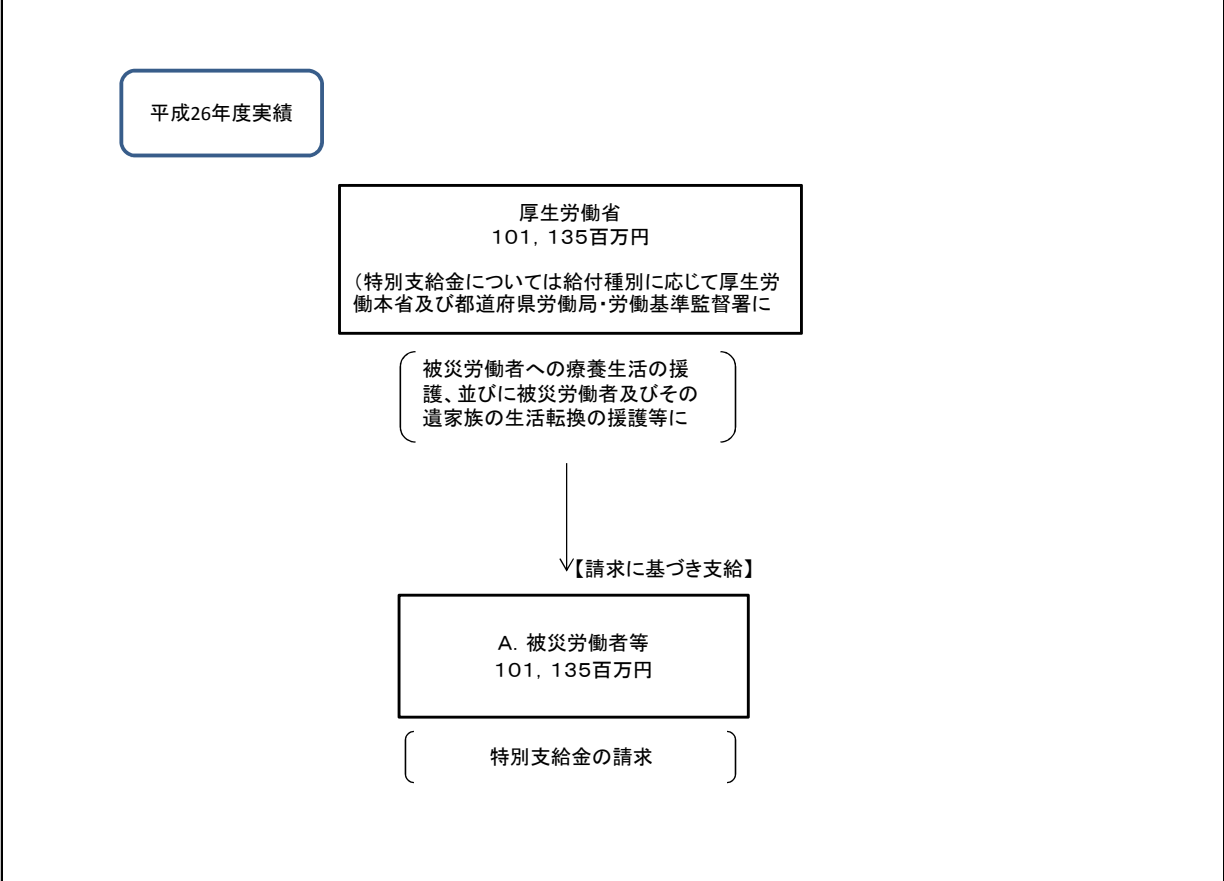 平成26年度実績
厚生労働省
101,135百万円
(特別支給金については給付種別に応じて厚生労
働本省及び都道府県労働局・労働基準監督署に
被災労働者への療養生活の援
護、並びに被災労働者及びその
遺家族の生活転換の援護等に
【請求に基づき支給】
A.被災労働者等
101,135百万円
特別支給金の請求